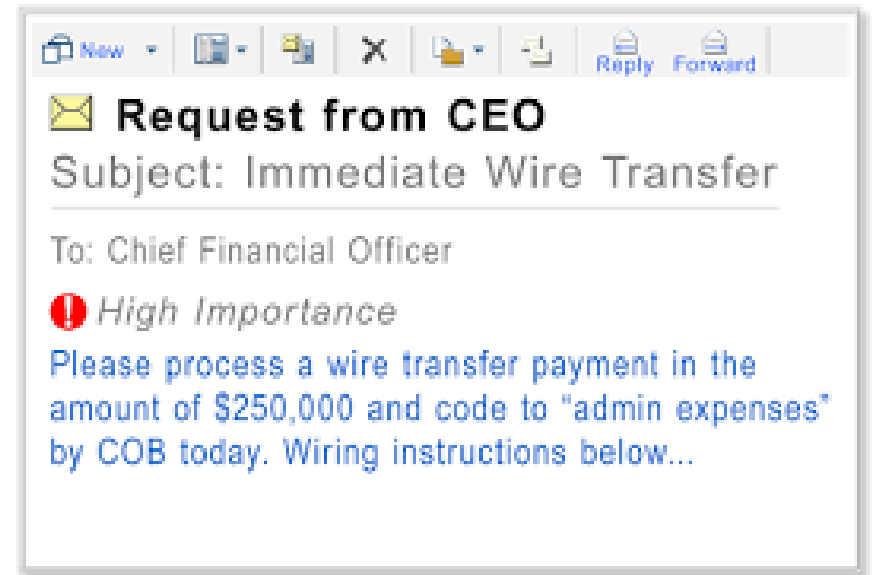 New
Reply Forward
Request from CEO
Subject: Immediate Wire Transfer
To: Chief Financial Officer
High Importance
Please process a wire transfer payment in the
amount of $250,000 and code to "admin expenses"
by COB today. Wiring instructions below...